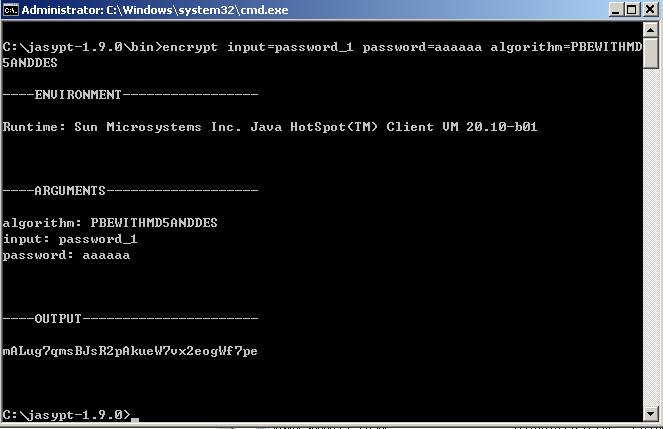 Administrator: C:\Windows\system32\cmd.exe
C:\jasypt-1.9.0\bin>encrypt input=password_1 password=aaaaaa algorithm=PBEWITHMD
5ANDDES
----ENVIRONMENT-----------------
Runtime: Sun Microsystems Inc. Java HotSpot(TM) Client VM 20.10-b01
----ARGUMENTS-------------------
algorithm: PBEWITHMD5ANDDES
input: password_1
password: aaaaaa
----OUTPUT----------------------
mALug7qmsBJsR2pAkueW7vx2eogWf7pe
C:\jasypt-1.9.0>_